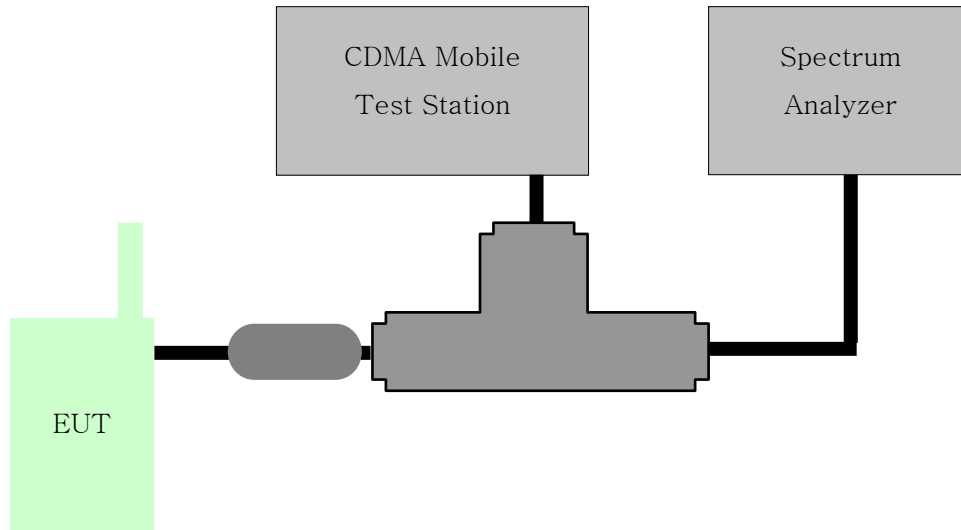 CDMA Mobile
Test Station
Spectrum
Analyzer
EUT